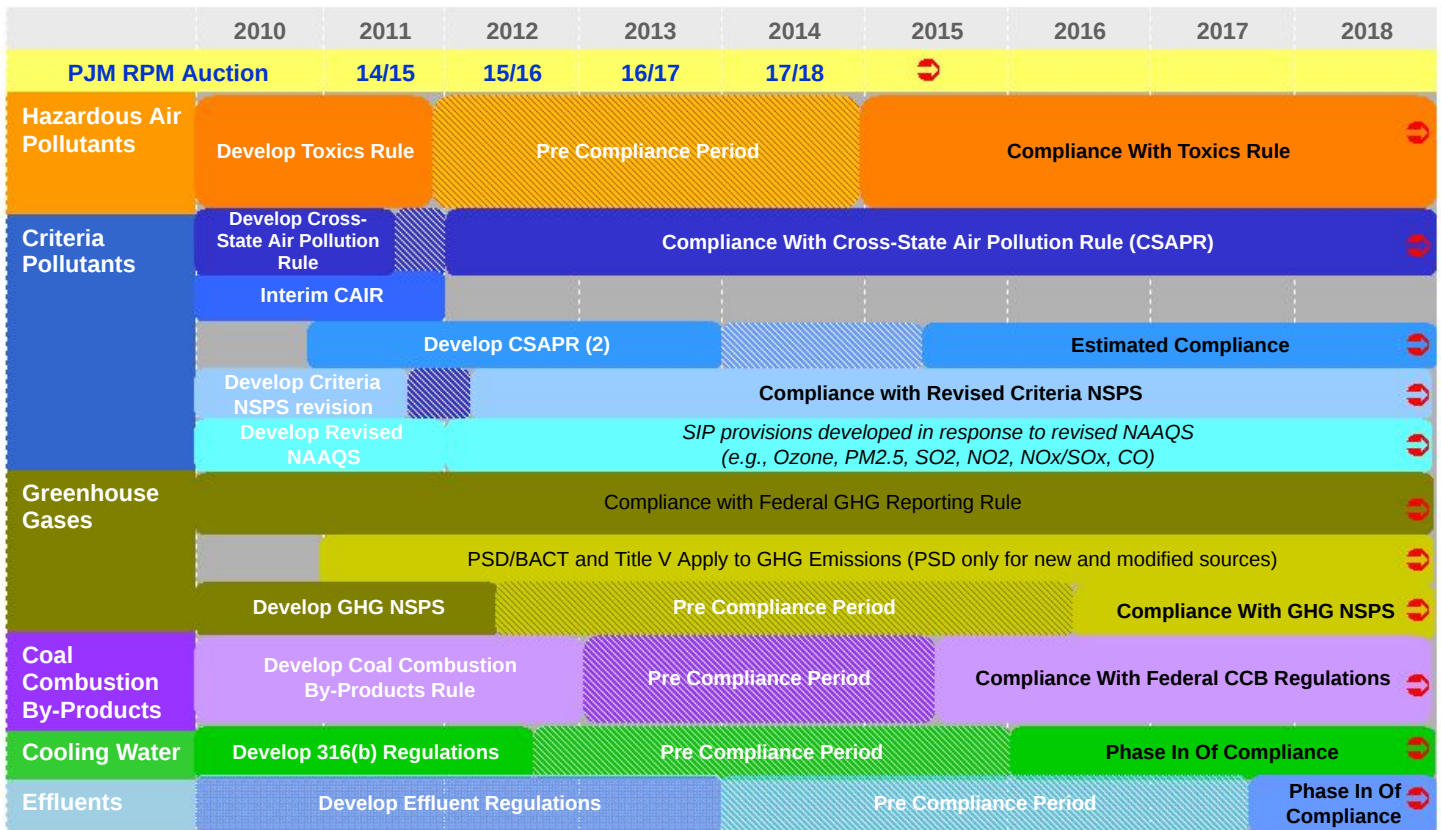 2010 2011 2012 2013 2014 2015 2016 2017 2018
PJM RPM Auction 14/15 15/16 16/17 17/18
Hazardous Air
Pollutants
Develop Toxics Rule
Pre Compliance Period
Compliance With Toxics Rule
Criteria
Pollutants
Develop Cross-
State Air Pollution
Rule
Compliance With Cross-State Air Pollution Rule (CSAPR)
Interim CAIR
Develop CSAPR (2)
Estimated Compliance
Develop Criteria
NSPS revision
Compliance with Revised Criteria NSPS
Develop Revised
NAAQS
SIP provisions developed in response to revised NAAQS
(e.g., Ozone, PM2.5, SO2, NO2, NOx/SOx, CO)
Greenhouse
Gases
Compliance with Federal GHG Reporting Rule
PSD/BACT and Title V Apply to GHG Emissions (PSD only for new and modified sources)
Develop GHG NSPS
Pre Compliance Period
Compliance With GHG NSPS
Coal
Combustion
By-Products
Develop Coal Combustion
By-Products Rule
Pre Compliance Period
Compliance With Federal CCB Regulations
Cooling Water
Develop 316(b) Regulations
Pre Compliance Period
Phase In Of Compliance
Effluents
Develop Effluent Regulations
Pre Compliance Period
Phase In Of
Compliance